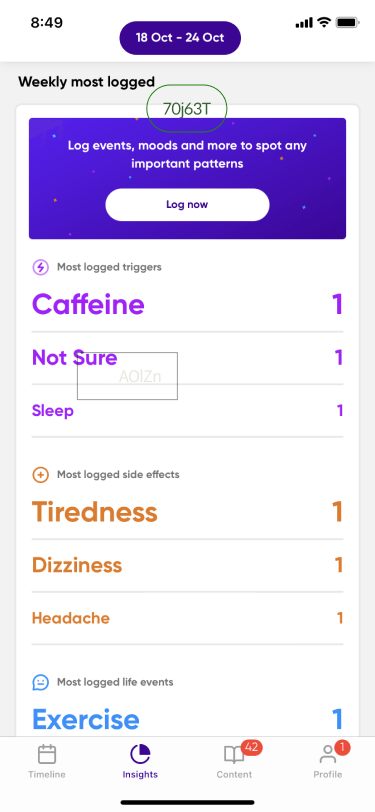 8:49
18 Oct - 24 Oct
Weekly most logged
70j63T
Log events, moods and more to spot any
important patterns
Log now
Most logged triggers
Caffeine 1
Not Sure 1
AOlZn
Sleep 1
Most logged side effects
Tiredness 1
Dizziness 1
Headache 1
Most logged life events
Exercise 1
42
1
Timeline Insights Content Profile